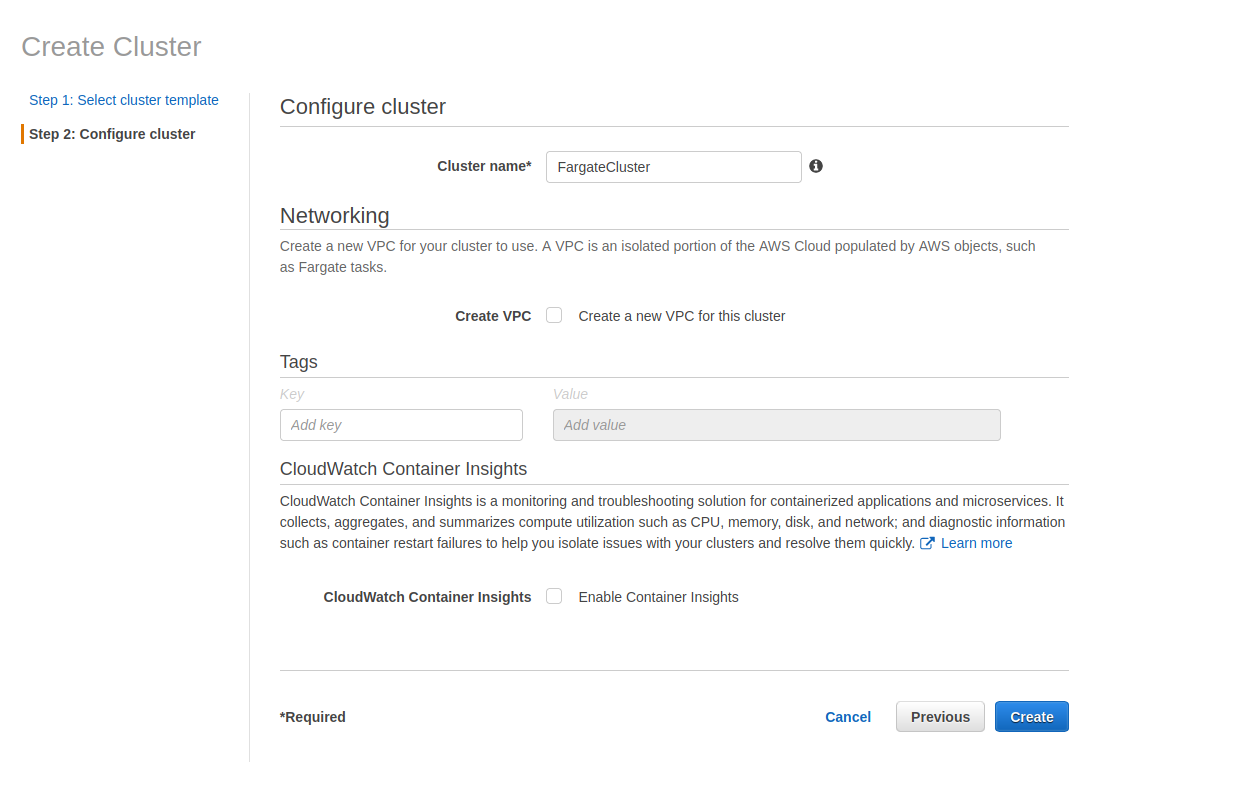 Create Cluster
Step 1: Select cluster template
Step 2: Configure cluster
Configure cluster
Cluster name* FargateCluster
Networking
Create a new VPC for your cluster to use. A VPC is an isolated portion of the AWS Cloud populated by AWS objects, such
as Fargate tasks.
Create VPC Create a new VPC for this cluster
Tags
Key Value
Add key Add value
CloudWatch Container Insights
CloudWatch Container Insights is a monitoring and troubleshooting solution for containerized applications and microservices. It
collects, aggregates, and summarizes compute utilization such as CPU, memory, disk, and network; and diagnostic information
such as container restart failures to help you isolate issues with your clusters and resolve them quickly. Learn more
CloudWatch Container Insights Enable Container Insights
*Required Cancel Previous Create